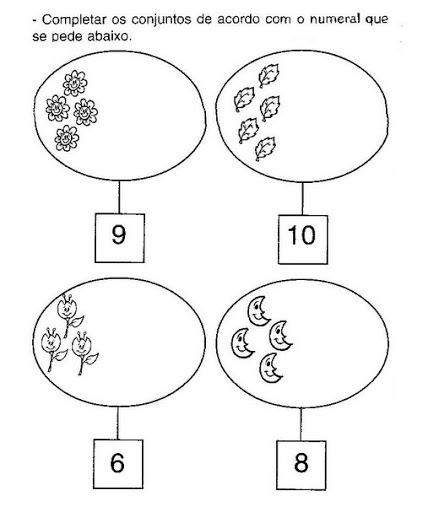 - Completar os conjuntos de acordo com o numeral que
se pede abaixo.
9
10
6
8